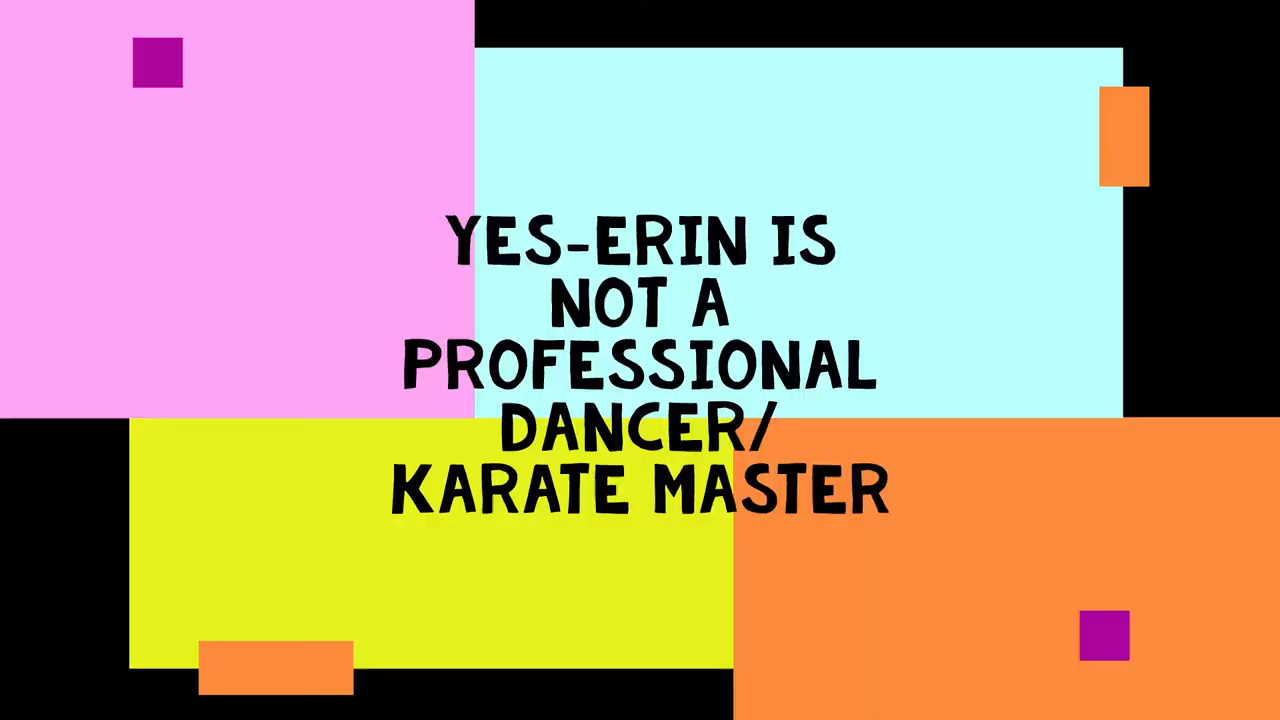 YES-ERIN IS
NOT A
PROFESSIONAL
DANCER/
KARATE MASTER